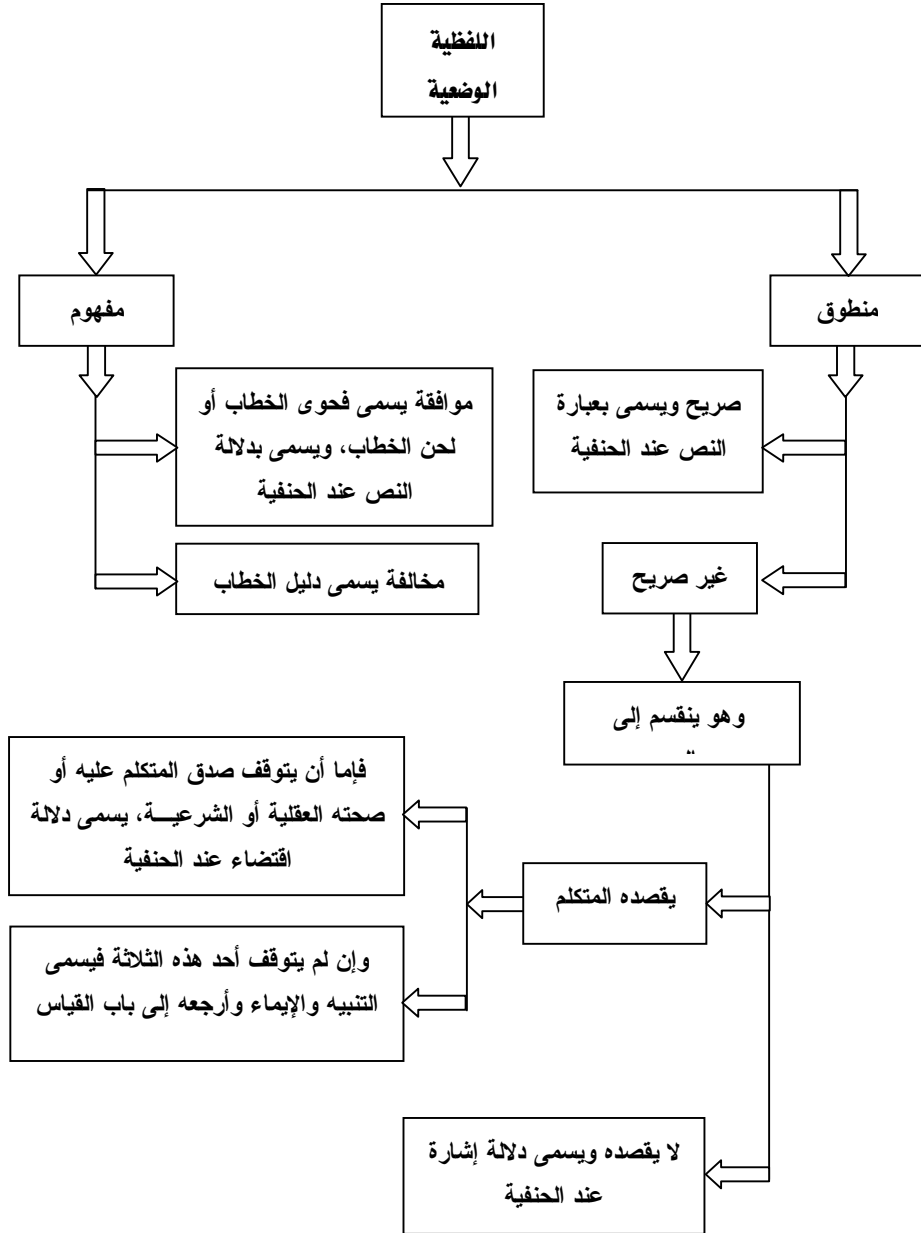 اللفظية
الوضعية
منطوق
مفهوم
صريح ويسمى بعبارة
النص عند الحنفية
موافقة يسمى فحوى الخطاب أو
لحن الخطاب، ويسمى بدلالة
النص عند الحنفية
غير صريح
مخالفة يسمى دليل الخطاب
وهو ينقسم إلى
فإما أن يتوقف صدق المتكلم عليه أو
صحته العقلية أو الشرعيـــة، يسمى دلالة
اقتضاء عند الحنفية
يقصده المتكلم
وإن لم يتوقف أحد هذه الثلاثة فيسمى
التنبيه والإيماء وأرجعه إلى باب القياس
لا يقصده ويسمى دلالة إشارة
عند الحنفية